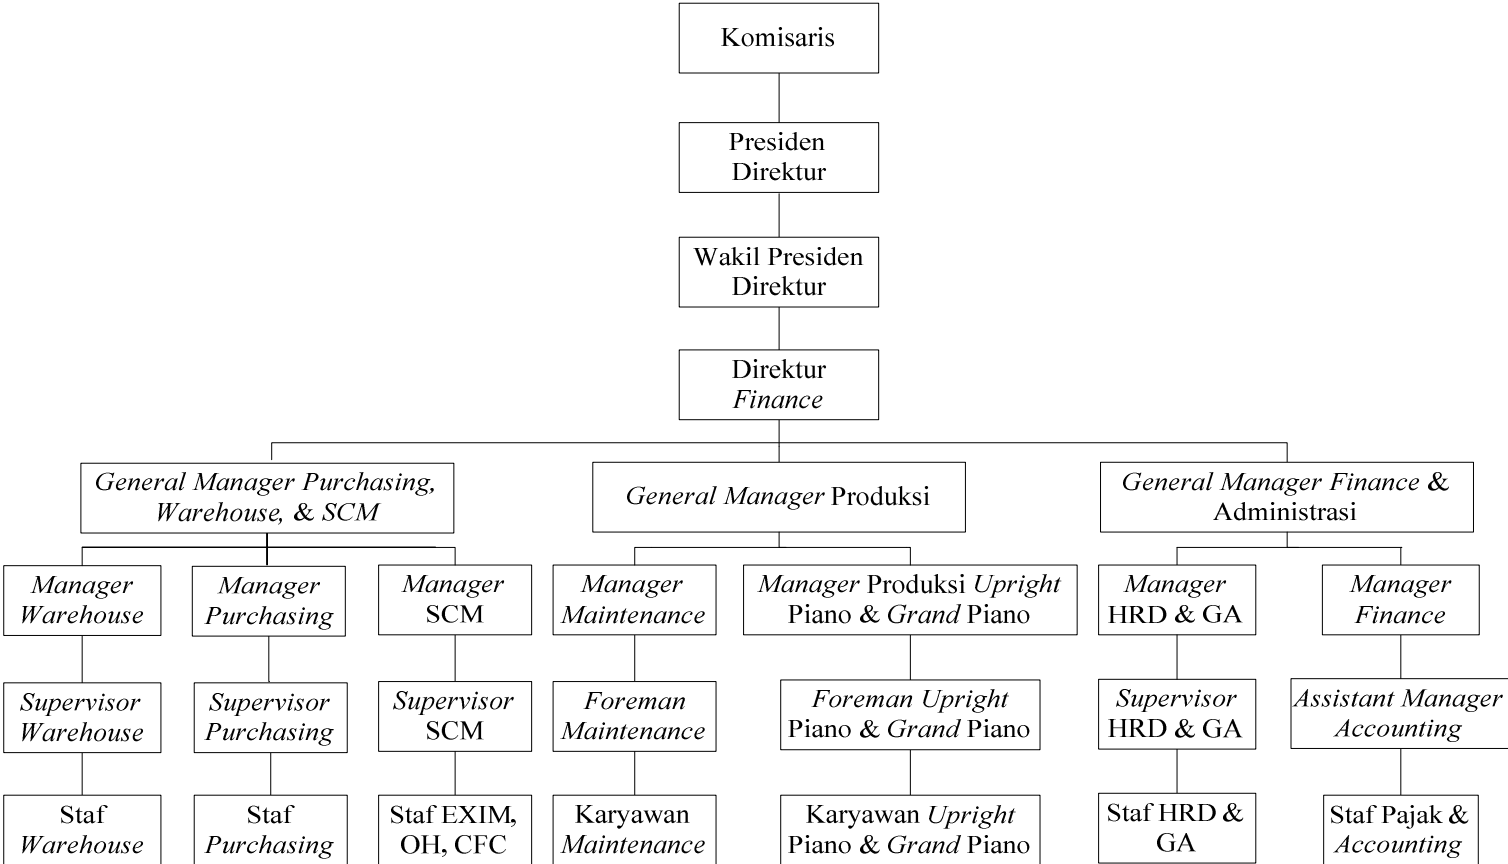 Komisaris
Presiden
Direktur
Wakil Presiden
Direktur
Direktur
Finance
General Manager Purchasing,
Warehouse, & SCM
General Manager Produksi
General Manager Finance &
Administrasi
Manager
Warehouse
Manager
Purchasing
Manager
SCM
Manager
Maintenance
Manager Produksi Upright
Piano & Grand Piano
Manager
HRD & GA
Manager
Finance
Supervisor
Warehouse
Supervisor
Purchasing
Supervisor
SCM
Foreman
Maintenance
Foreman Upright
Piano & Grand Piano
Supervisor
HRD & GA
Assistant Manager
Accounting
Staf
Warehouse
Staf
Purchasing
Staf EXIM,
OH, CFC
Karyawan
Maintenance
Karyawan Upright
Piano & Grand Piano
Staf HRD &
GA
Staf Pajak &
Accounting